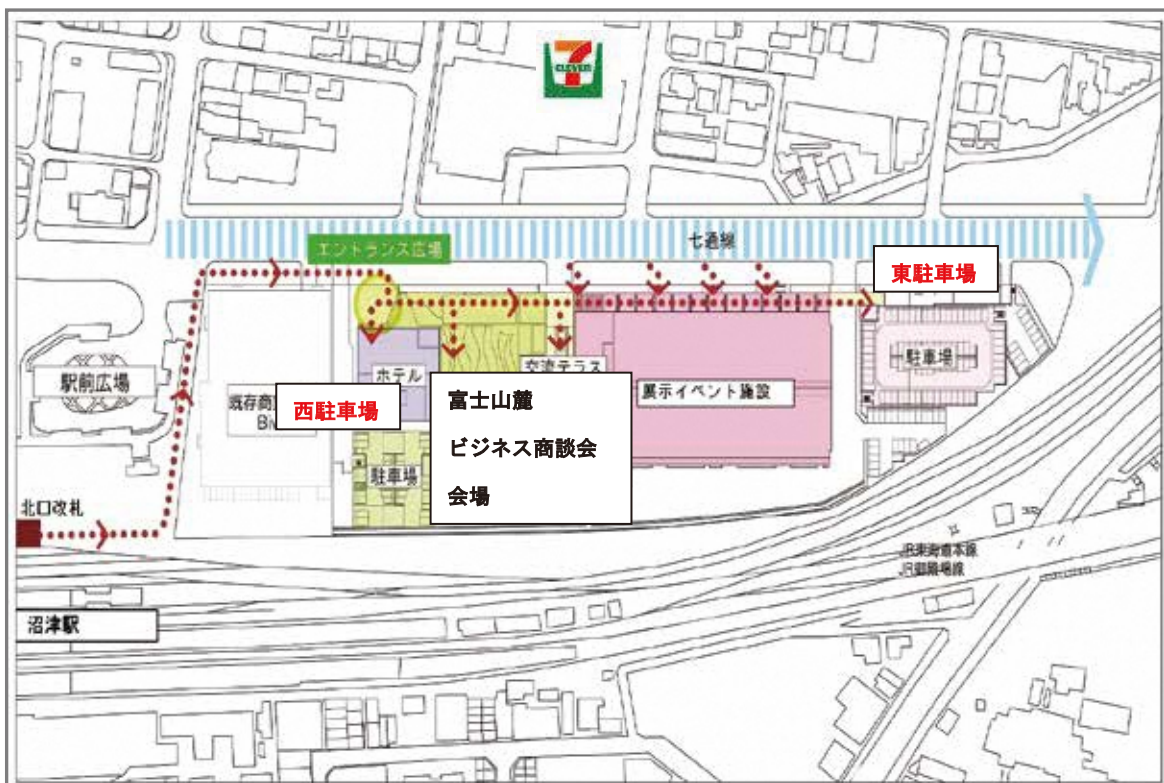 7
ELEVEn
七通線
エントランス広場
東駐車場
駅前広場
ホテル
交流テラス
駐車場
西駐車場
既存商
Bi
富士山麓
ビジネス商談会
会場
展示イベント施設
駐車場
北口改札
JR東海道本線
JR御殿場線
沼津駅